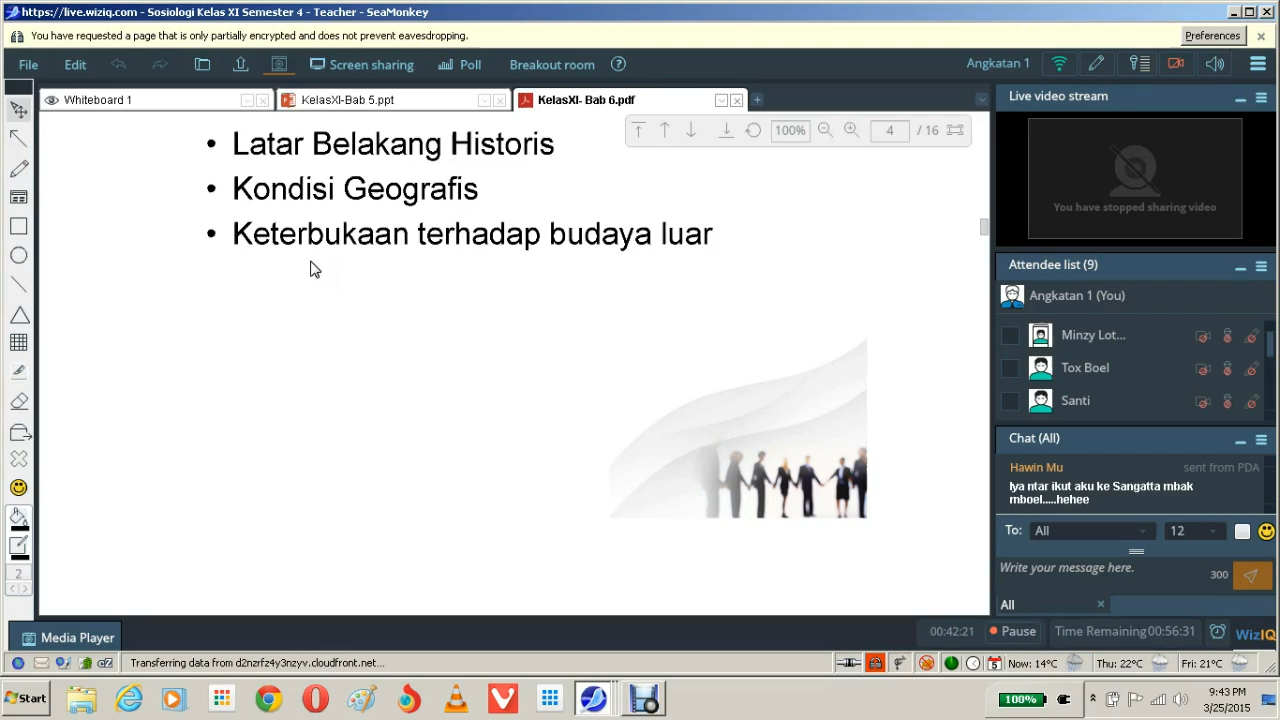 https://live.wiziq.com - Sosiologi Kelas XI Semester 4 - Teacher - SeaMonkey
You have requested a page that is only partially encrypted and does not prevent eavesdropping.
Preferences
File Edit Screen sharing Poll Breakout room Angkatan 1
Whiteboard 1
KelasXI-Bab 5.ppt
KelasXI- Bab 6.pdf
100% 4 / 16
• Latar Belakang Historis
• Kondisi Geografis
• Keterbukaan terhadap budaya luar
2
Live video stream
You have stopped sharing video
Attendee list (9)
Angkatan 1 (You)
Minzy Lot...
Tox Boel
Santi
Chat (All)
Hawin Mu sent from PDA
Iya ntar ikut aku ke Sangatta mbak
mboel.....hehee
To: All 12
Write your message here.
300
All
Media Player
00:42:21 Pause Time Remaining00:56:31 WizIQ
Transferring data from d2nzrfz4y3nzyv.cloudfront.net...
Now: 14°C Thu: 22°C Fri: 21°C
Start
100%
9:43 PM
3/25/2015